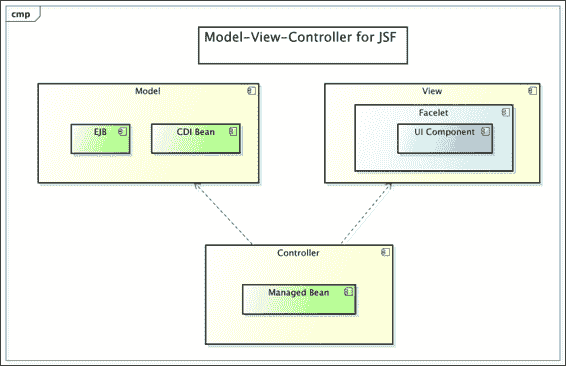 cmp
Model-View-Controller for JSF
Model
View
EJB
CDI Bean
Facelet
UI Component
Controller
Managed Bean